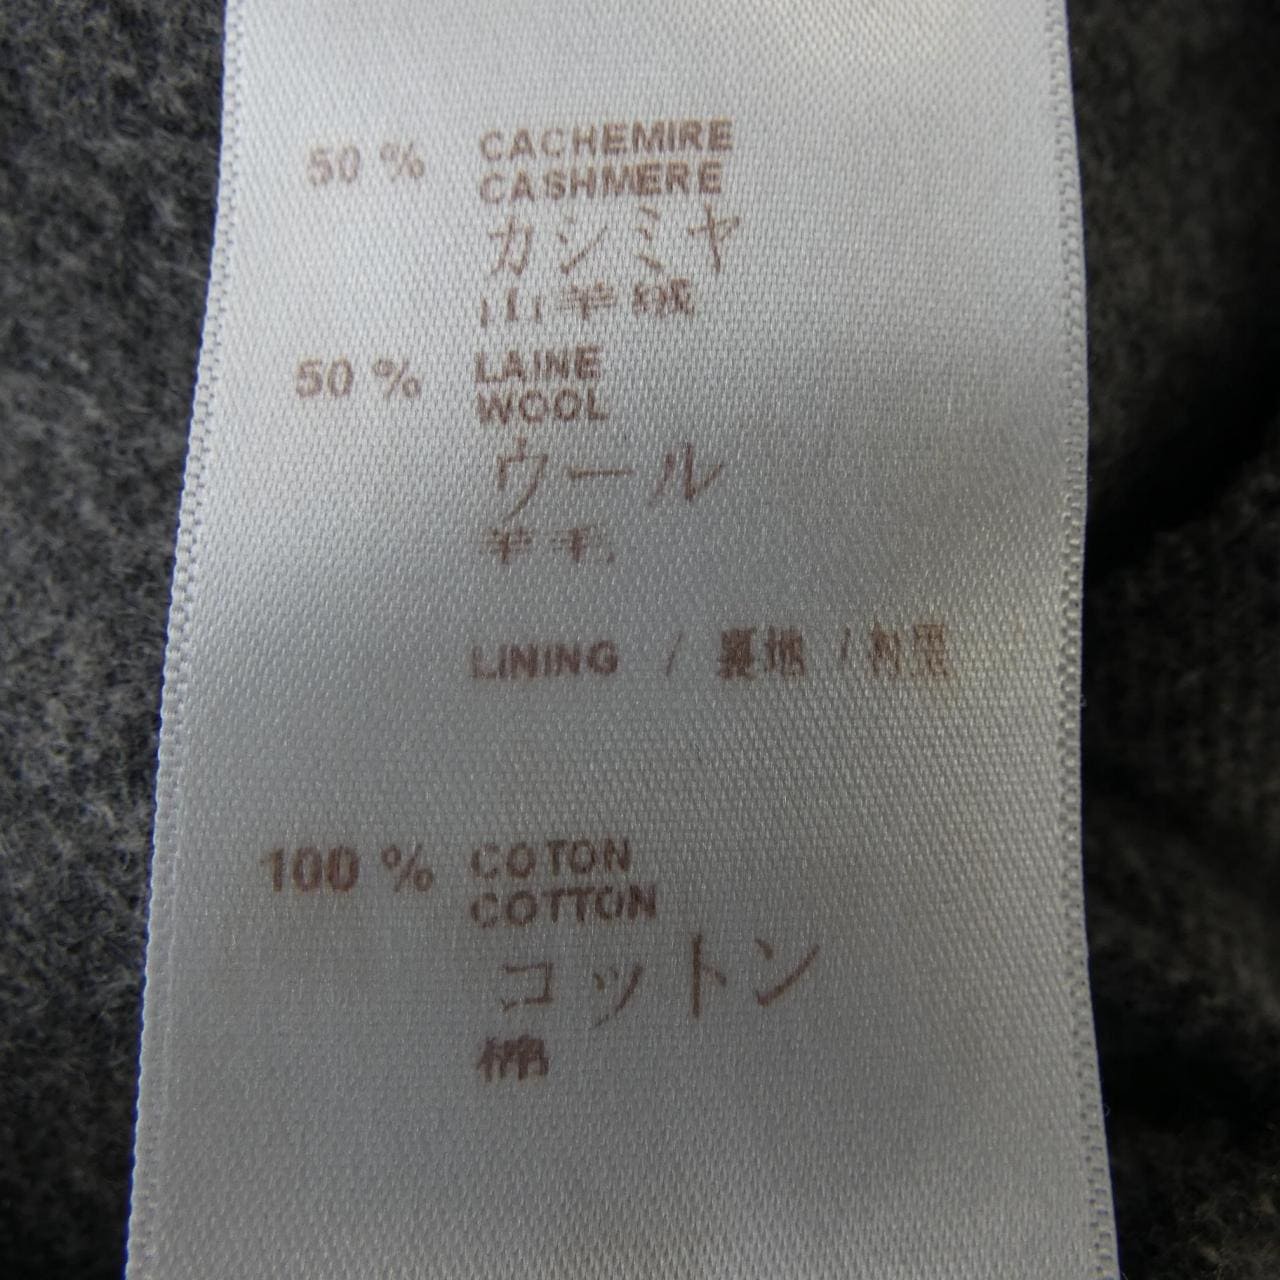 50 % CACHEMIRE
CASHMERE
カシミヤ
山羊绒
50 % LAINE
WOOL
ウール
羊毛
LINING / 裏地 / 衬里
100 % COTON
COTTON
コットン
棉